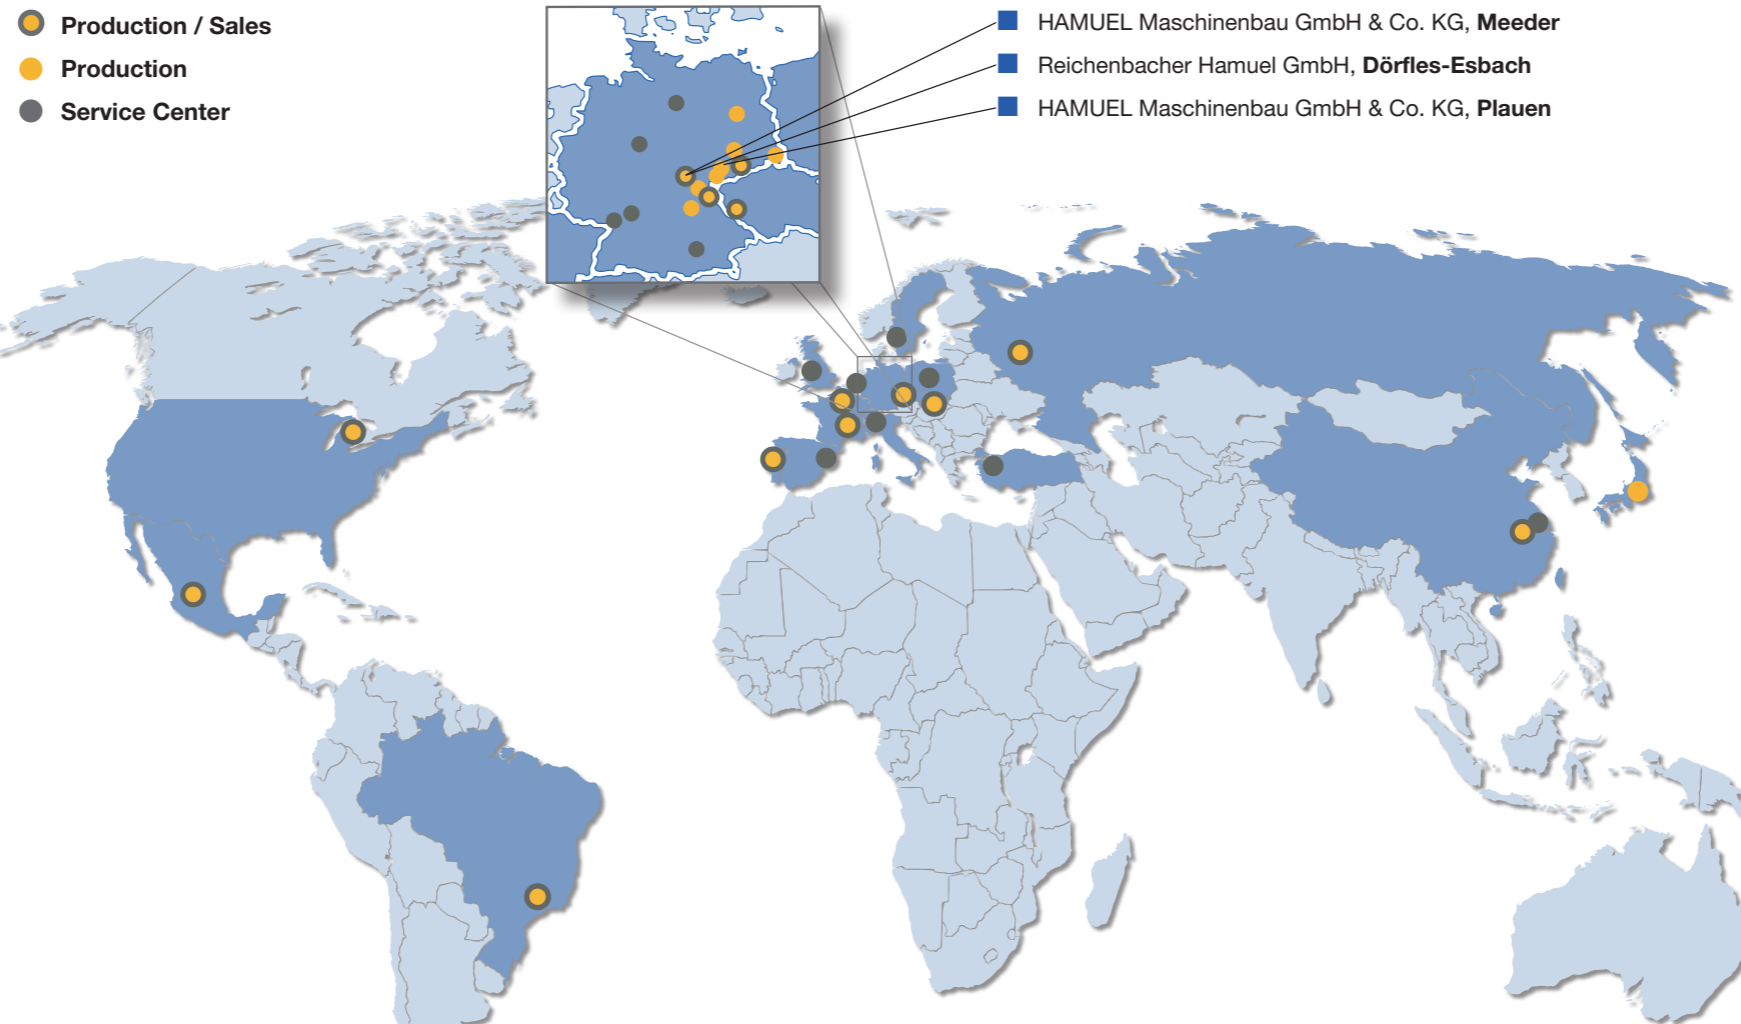 Production / Sales
Production
Service Center
HAMUEL Maschinenbau GmbH & Co. KG, Meeder
Reichenbacher Hamuel GmbH, Dörfles-Esbach
HAMUEL Maschinenbau GmbH & Co. KG, Plauen